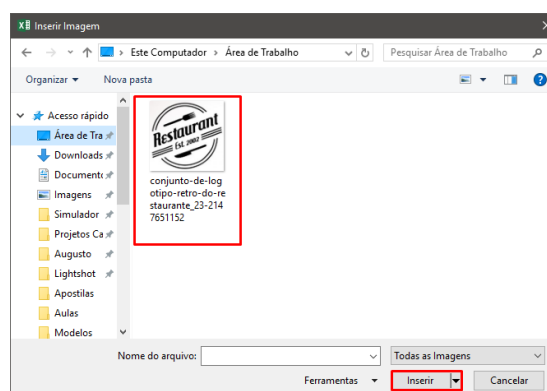 Inserir Imagem
Este Computador > Área de Trabalho
Pesquisar Área de Trabalho
Organizar
Nova pasta
Acesso rápido
Área de Tra
Downloads
Documento
Imagens
Simulador
Projetos Ca
Augusto
Lightshot
Apostilas
Aulas
Modelos
Restaurant
Est. 2002
conjunto-de-log
otipo-retro-do-re
staurante_23-214
7651152
Nome do arquivo:
Todas as Imagens
Ferramentas
Inserir
Cancelar